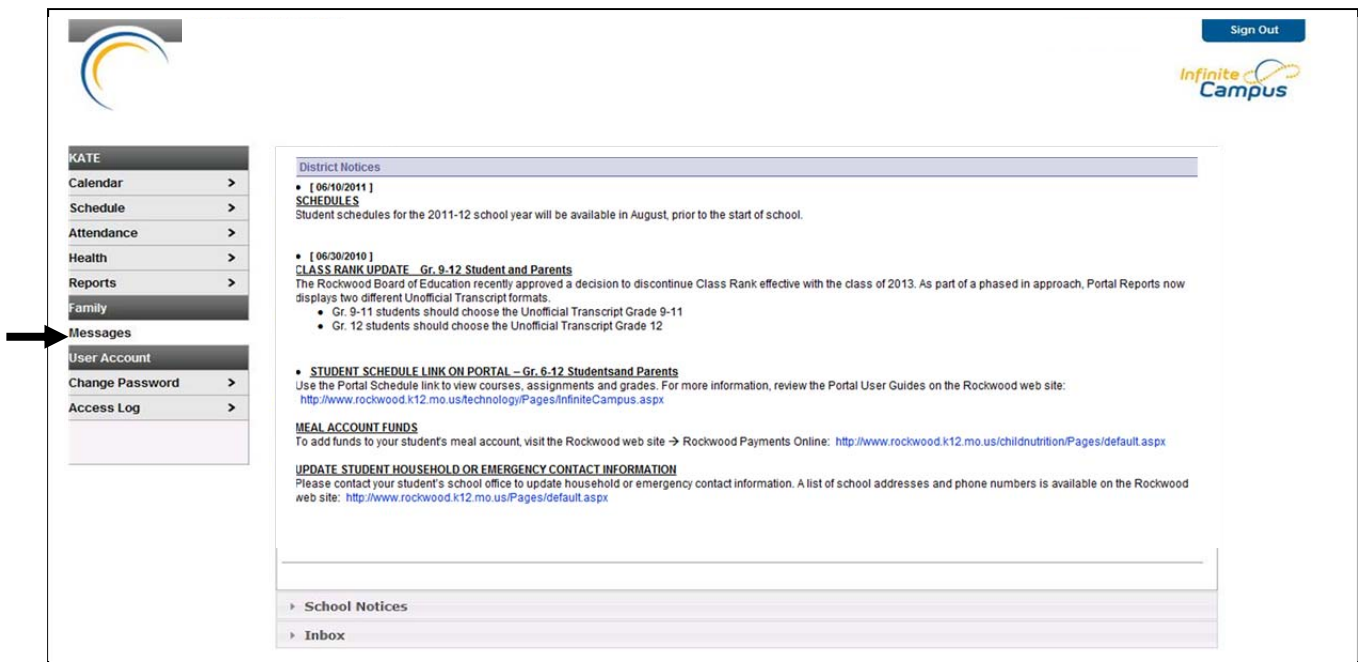 Sign Out
Infinite
Campus
KATE
Calendar >
Schedule >
Attendance >
Health >
Reports >
Family
Messages
User Account
Change Password >
Access Log >
District Notices
• [ 06/10/2011 ]
SCHEDULES
Student schedules for the 2011-12 school year will be available in August, prior to the start of school.
• [ 06/30/2010 ]
CLASS RANK UPDATE Gr. 9-12 Student and Parents
The Rockwood Board of Education recently approved a decision to discontinue Class Rank effective with the class of 2013. As part of a phased in approach, Portal Reports now
displays two different Unofficial Transcript formats.
• Gr. 9-11 students should choose the Unofficial Transcript Grade 9-11
• Gr. 12 students should choose the Unofficial Transcript Grade 12
• STUDENT SCHEDULE LINK ON PORTAL – Gr. 6-12 Studentsand Parents
Use the Portal Schedule link to view courses, assignments and grades. For more information, review the Portal User Guides on the Rockwood web site:
http://www.rockwood.k12.mo.us/technology/Pages/InfiniteCampus.aspx
MEAL ACCOUNT FUNDS
To add funds to your student's meal account, visit the Rockwood web site → Rockwood Payments Online: http://www.rockwood.k12.mo.us/childnutrition/Pages/default.aspx
UPDATE STUDENT HOUSEHOLD OR EMERGENCY CONTACT INFORMATION
Please contact your student's school office to update household or emergency contact information. A list of school addresses and phone numbers is available on the Rockwood
web site: http://www.rockwood.k12.mo.us/Pages/default.aspx
School Notices
Inbox